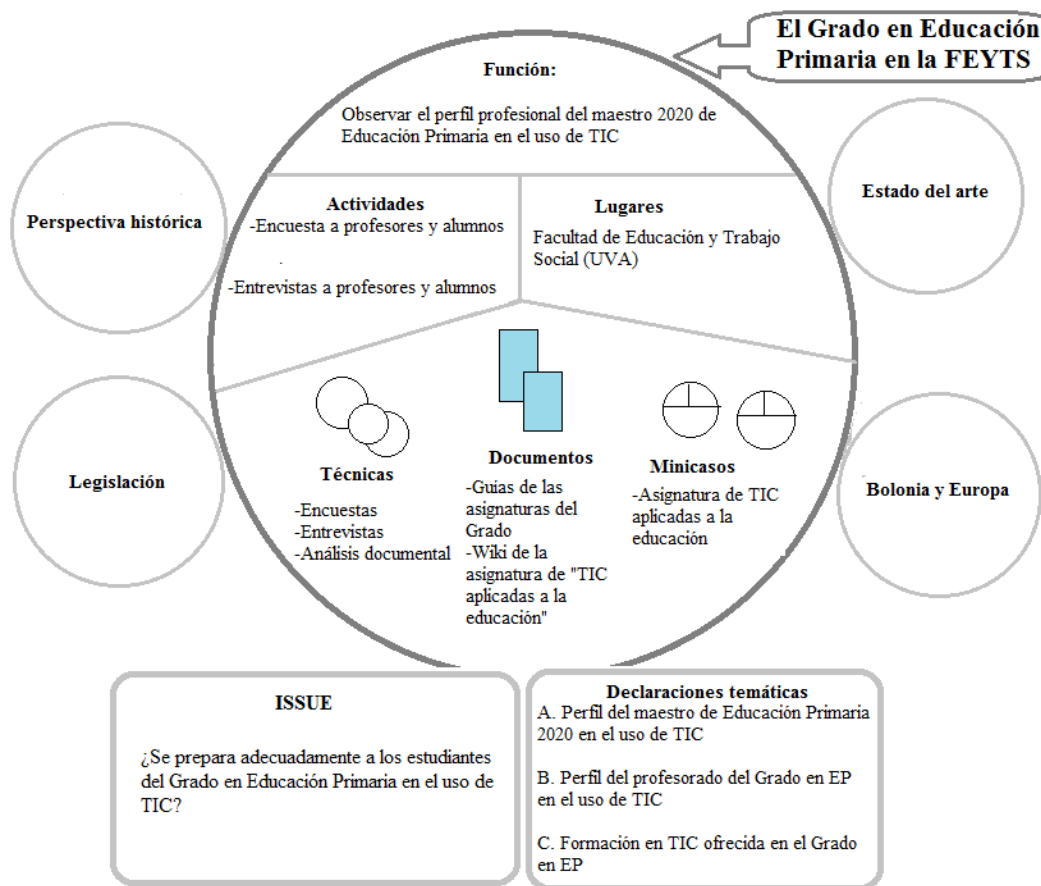 El Grado en Educación
Primaria en la FEYTS
Función:
Observar el perfil profesional del maestro 2020 de
Educación Primaria en el uso de TIC
Perspectiva histórica
Actividades
-Encuesta a profesores y alumnos
-Entrevistas a profesores y alumnos
Lugares
Facultad de Educación y Trabajo
Social (UVA)
Estado del arte
Legislación
Técnicas
-Encuestas
-Entrevistas
-Análisis documental
Documentos
-Guias de las
asignaturas del
Grado
-Wiki de la
asignatura de "TIC
aplicadas a la
educación"
Minicasos
-Asignatura de TIC
aplicadas a la
educación
Bolonia y Europa
ISSUE
¿Se prepara adecuadamente a los estudiantes
del Grado en Educación Primaria en el uso de
TIC?
Declaraciones temáticas
A. Perfil del maestro de Educación Primaria
2020 en el uso de TIC
B. Perfil del profesorado del Grado en EP
en el uso de TIC
C. Formación en TIC ofrecida en el Grado
en EP